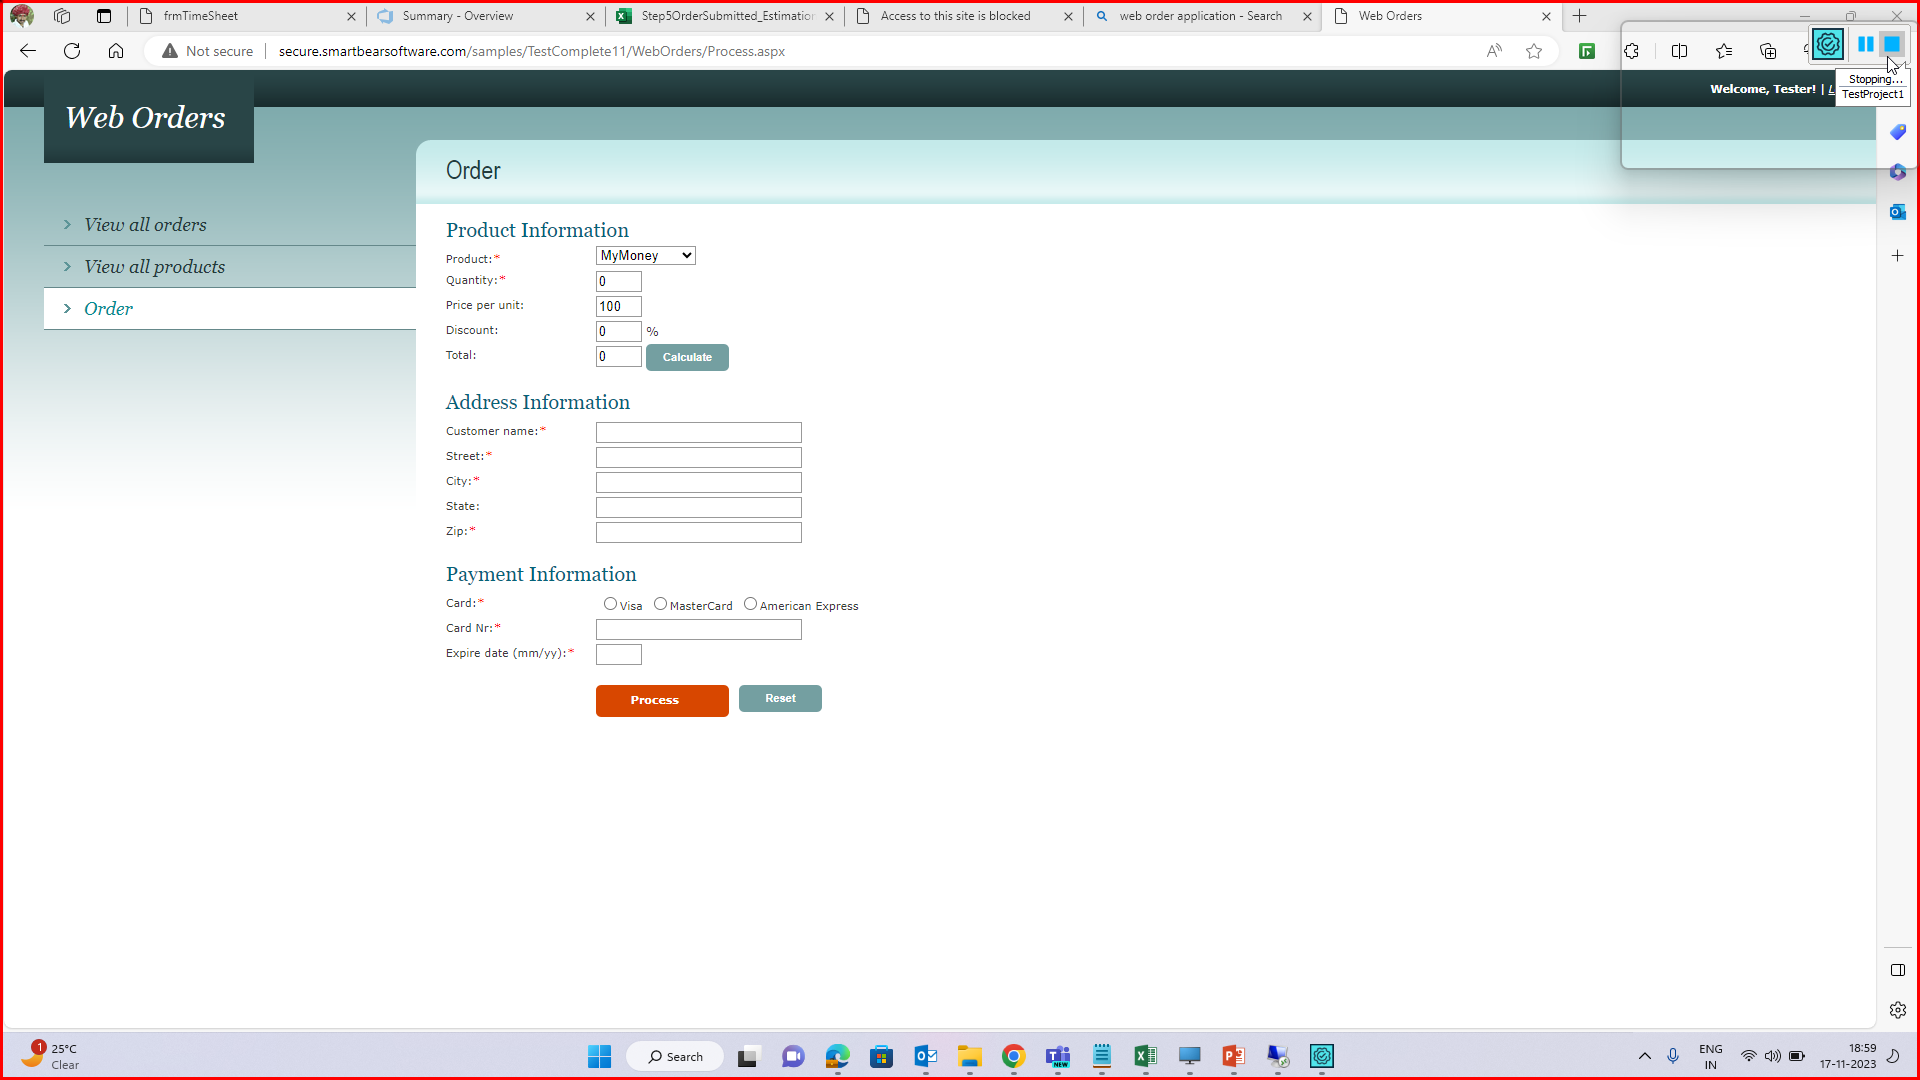 frmTimeSheet
Summary - Overview
Step5OrderSubmitted_Estimation
Access to this site is blocked
web order application - Search
Web Orders
Not secure
secure.smartbearsoftware.com/samples/TestComplete11/WebOrders/Process.aspx
Stopping...
TestProject1
Welcome, Tester! |
Web Orders
Order
View all orders
View all products
Order
Product Information
Product:*
MyMoney
Quantity:*
0
Price per unit:
100
Discount:
0
%
Total:
0
Calculate
Address Information
Customer name:*
Street:*
City:*
State:
Zip:*
Payment Information
Card:*
Visa
MasterCard
American Express
Card Nr:*
Expire date (mm/yy):*
Process
Reset
1
25°C
Clear
Search
NEW
ENG
IN
18:59
17-11-2023